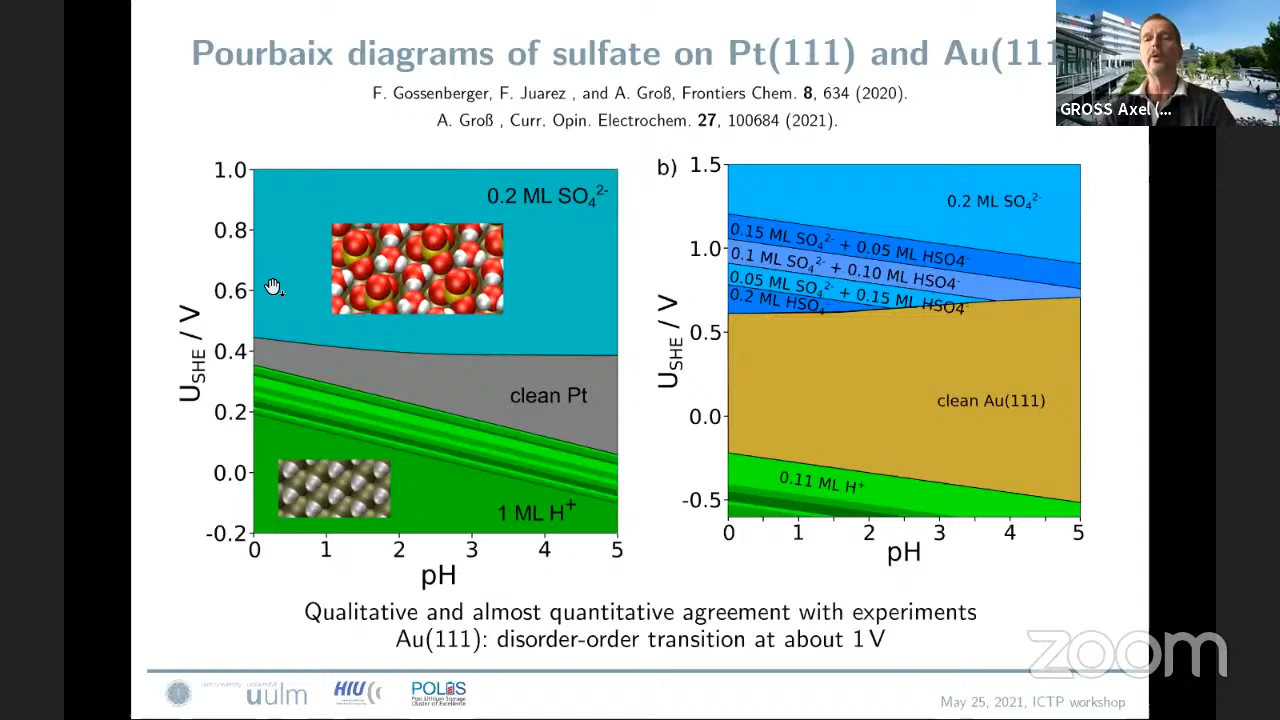 Pourbaix diagrams of sulfate on Pt(111) and Au(111
F. Gossenberger, F. Juarez , and A. Groß, Frontiers Chem. 8, 634 (2020).
A. Groß , Curr. Opin. Electrochem. 27, 100684 (2021).
GROSS Axel (...
1.0
0.8
0.6
0.4
0.2
0.0
-0.2
U_SHE / V
0.2 ML SO₄²⁻
clean Pt
1 ML H⁺
0 1 2 3 4 5
pH
b)
1.5
1.0
0.5
0.0
-0.5
U_SHE / V
0.2 ML SO₄²⁻
0.15 ML SO₄²⁻ + 0.05 ML HSO4⁻
0.1 ML SO₄²⁻ + 0.10 ML HSO4⁻
0.05 ML SO₄²⁻ + 0.15 ML HSO4⁻
0.2 ML HSO₄⁻
clean Au(111)
0.11 ML H⁺
0 1 2 3 4 5
pH
Qualitative and almost quantitative agreement with experiments
Au(111): disorder-order transition at about 1 V
zoom
uulm
HIU
POLiS
Post Lithium Storage
Cluster of Excellence
May 25, 2021, ICTP workshop